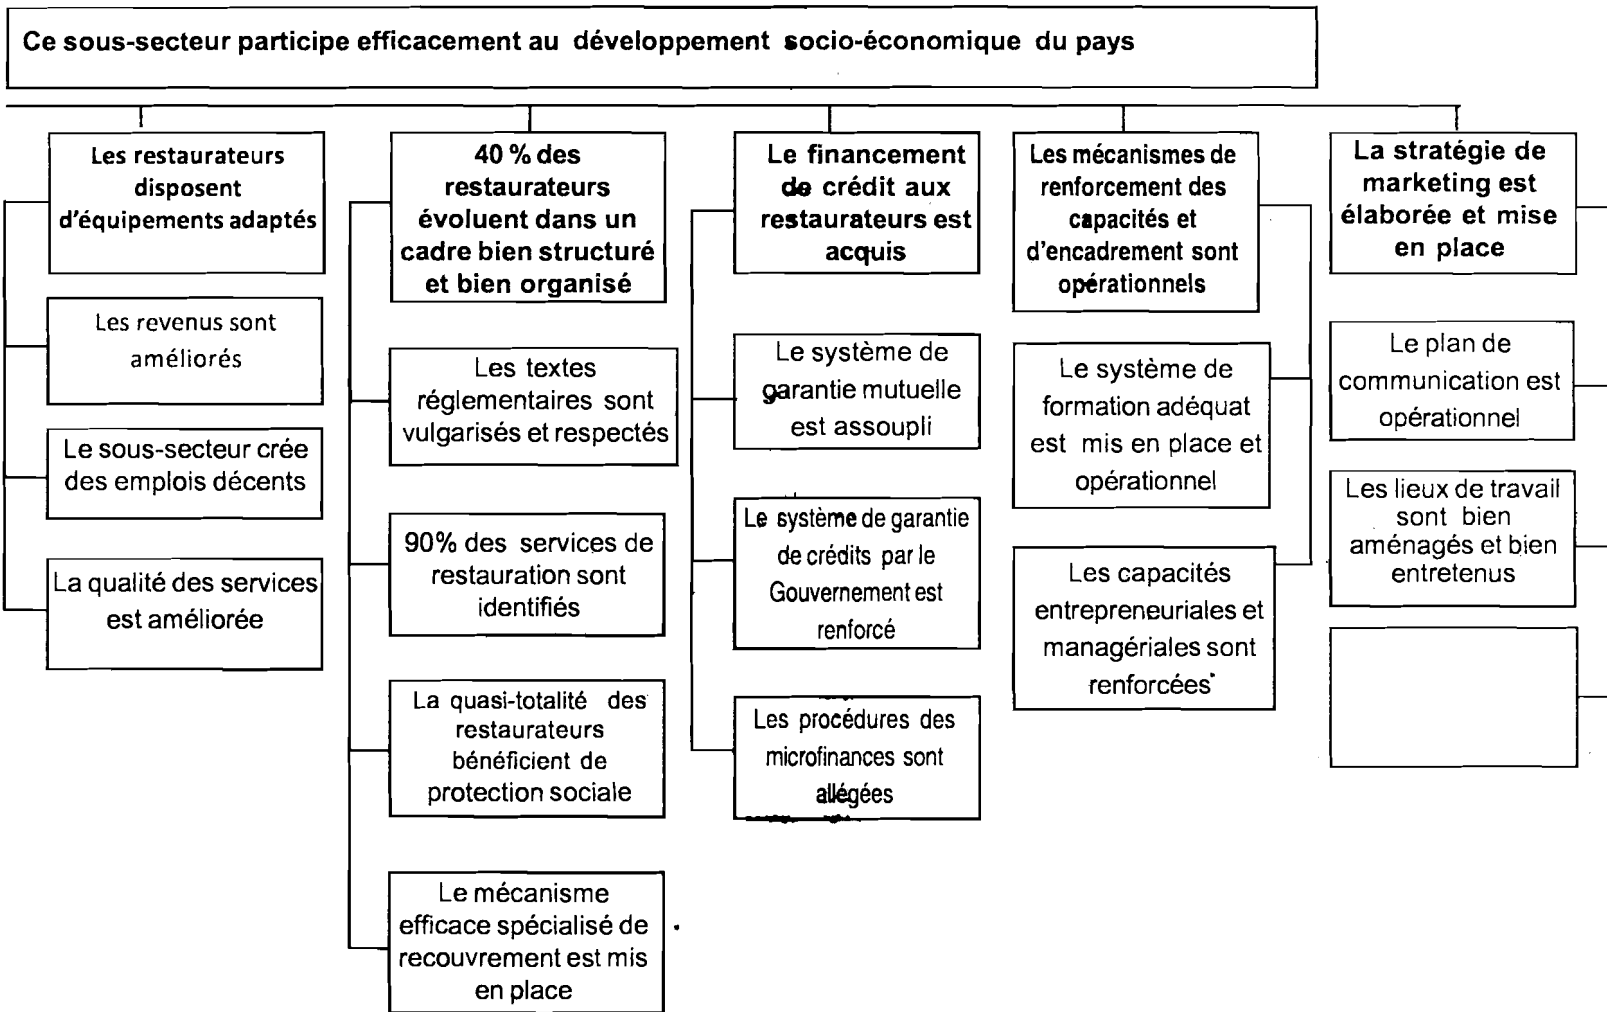 Ce sous-secteur participe efficacement au développement socio-économique du pays
Les restaurateurs
disposent
d'équipements adaptés
Les revenus sont
améliorés
Le sous-secteur crée
des emplois décents
La qualité des services
est améliorée
40 % des
restaurateurs
évoluent dans un
cadre bien structuré
et bien organisé
Les textes
réglementaires sont
vulgarisés et respectés
90% des services de
restauration sont
identifiés
La quasi-totalité des
restaurateurs
bénéficient de
protection sociale
Le mécanisme
efficace spécialisé de
recouvrement est mis
en place
Le financement
de crédit aux
restaurateurs est
acquis
Le système de
garantie mutuelle
est assoupli
Le système de garantie
de crédits par le
Gouvernement est
renforcé
Les procédures des
microfinances sont
allégées
Les mécanismes de
renforcement des
capacités et
d'encadrement sont
opérationnels
Le système de
formation adéquat
est mis en place et
opérationnel
Les capacités
entrepreneuriales et
managériales sont
renforcées
La stratégie de
marketing est
élaborée et mise
en place
Le plan de
communication est
opérationnel
Les lieux de travail
sont bien
aménagés et bien
entretenus